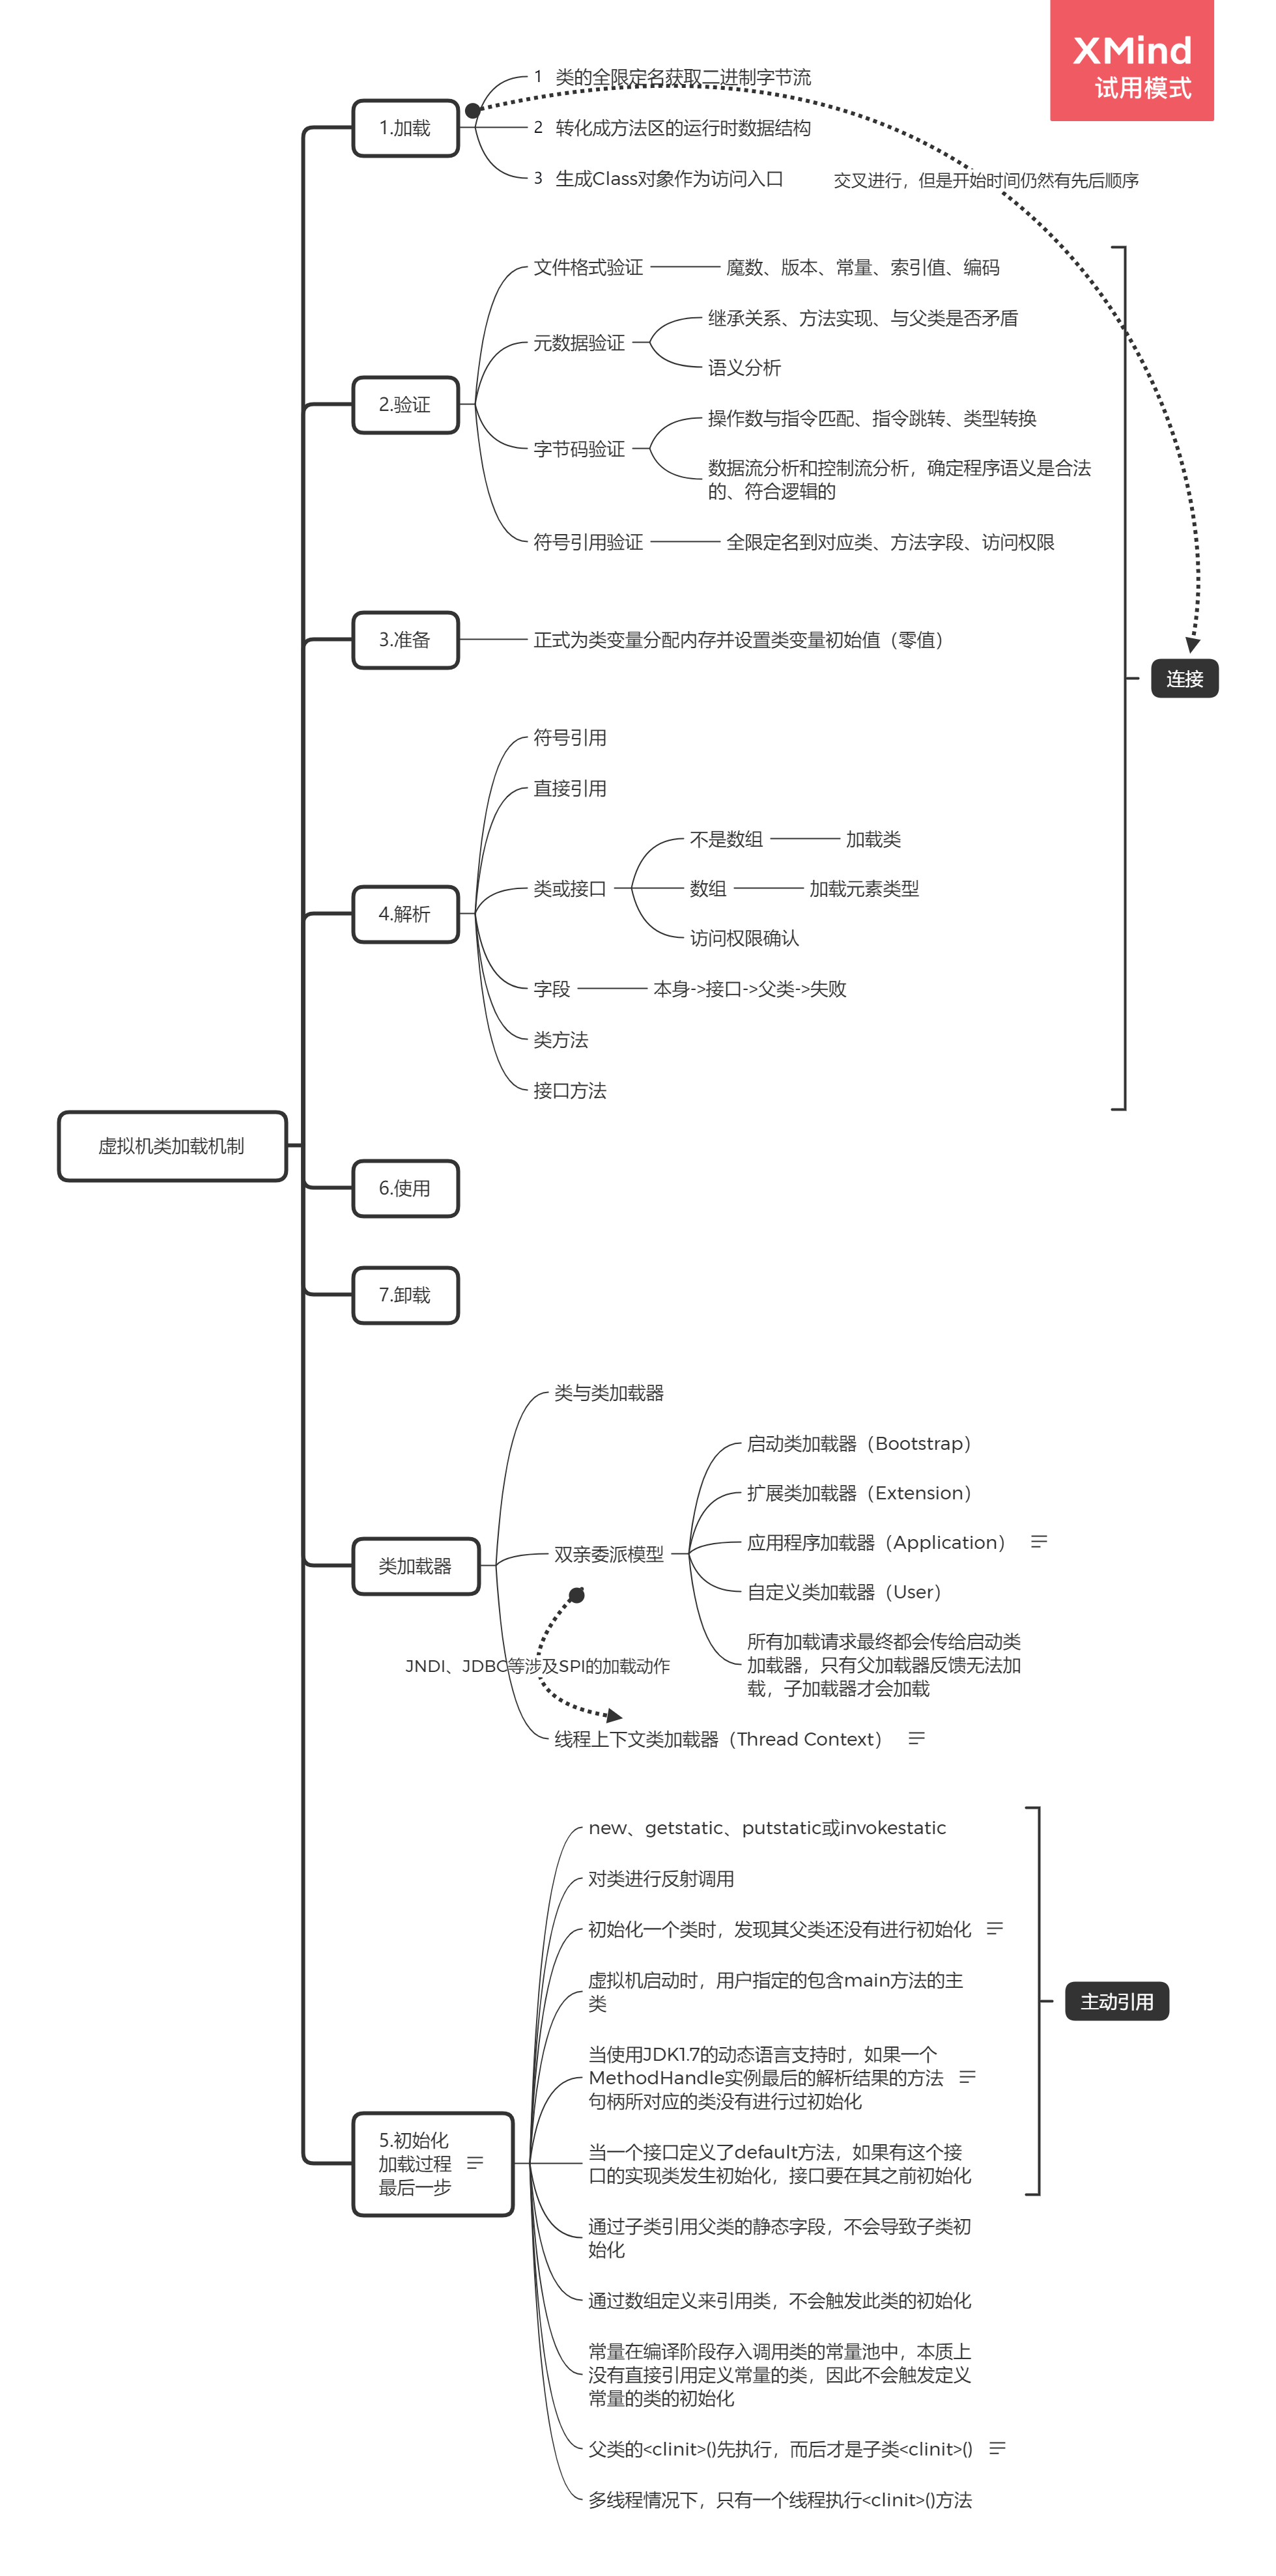 XMind
试用模式
1 类的全限定名获取二进制字节流
1.加载
2 转化成方法区的运行时数据结构
3 生成Class对象作为访问入口
交叉进行，但是开始时间仍然有先后顺序
文件格式验证
魔数、版本、常量、索引值、编码
继承关系、方法实现、与父类是否矛盾
元数据验证
语义分析
2.验证
操作数与指令匹配、指令跳转、类型转换
字节码验证
数据流分析和控制流分析，确定程序语义是合法
的、符合逻辑的
符号引用验证
全限定名到对应类、方法字段、访问权限
3.准备
正式为类变量分配内存并设置类变量初始值（零值）
连接
符号引用
直接引用
不是数组
加载类
类或接口
数组
加载元素类型
4.解析
访问权限确认
字段
本身->接口->父类->失败
类方法
接口方法
虚拟机类加载机制
6.使用
7.卸载
类与类加载器
启动类加载器（Bootstrap）
扩展类加载器（Extension）
应用程序加载器（Application）
双亲委派模型
类加载器
自定义类加载器（User）
所有加载请求最终都会传给启动类
加载器，只有父加载器反馈无法加
载，子加载器才会加载
JNDI、JDBC等涉及SPI的加载动作
线程上下文类加载器（Thread Context）
new、getstatic、putstatic或invokestatic
对类进行反射调用
初始化一个类时，发现其父类还没有进行初始化
虚拟机启动时，用户指定的包含main方法的主
类
主动引用
当使用JDK1.7的动态语言支持时，如果一个
MethodHandle实例最后的解析结果的方法
句柄所对应的类没有进行过初始化
5.初始化
加载过程
最后一步
当一个接口定义了default方法，如果有这个接
口的实现类发生初始化，接口要在其之前初始化
通过子类引用父类的静态字段，不会导致子类初
始化
通过数组定义来引用类，不会触发此类的初始化
常量在编译阶段存入调用类的常量池中，本质上
没有直接引用定义常量的类，因此不会触发定义
常量的类的初始化
父类的<clinit>()先执行，而后才是子类<clinit>()
多线程情况下，只有一个线程执行<clinit>()方法